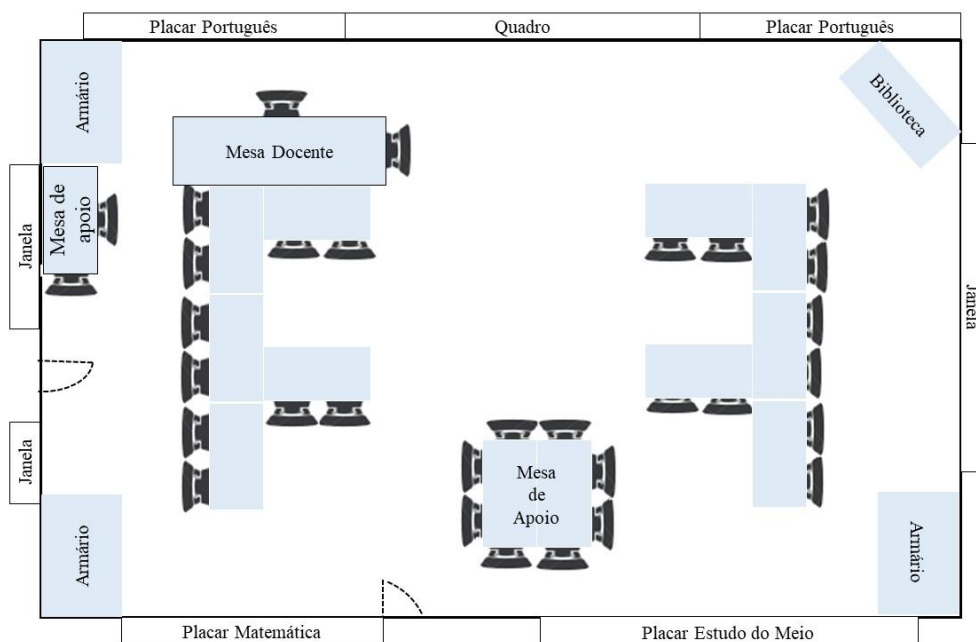 Placar Português
Quadro
Placar Português
Armário
Biblioteca
Mesa Docente
Mesa de
apoio
Janela
Janela
Janela
Mesa
de
Apoio
Armário
Armário
Placar Matemática
Placar Estudo do Meio